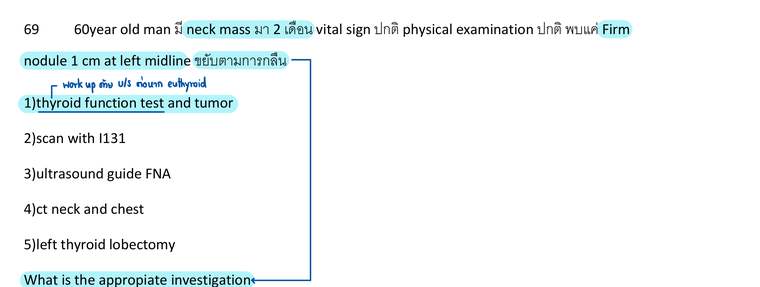 69 60year old man มี neck mass มา 2 เดือน vital sign ปกติ physical examination ปกติ พบแค่ Firm
nodule 1 cm at left midline ขยับตามการกลืน
work up ด้วย U/S ต่อหาก euthyroid
1)thyroid function test and tumor
2)scan with I131
3)ultrasound guide FNA
4)ct neck and chest
5)left thyroid lobectomy
What is the appropiate investigation